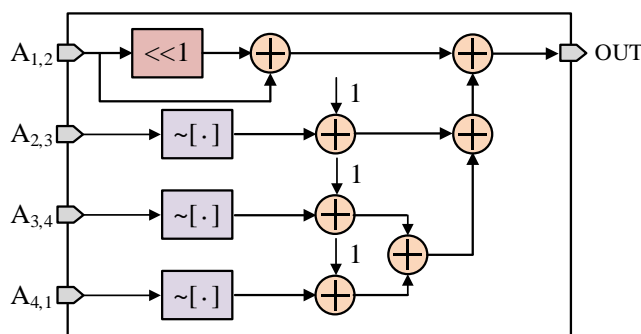 A1,2
<<1
OUT
1
A2,3
~[.]
1
A3,4
~[.]
1
A4,1
~[.]